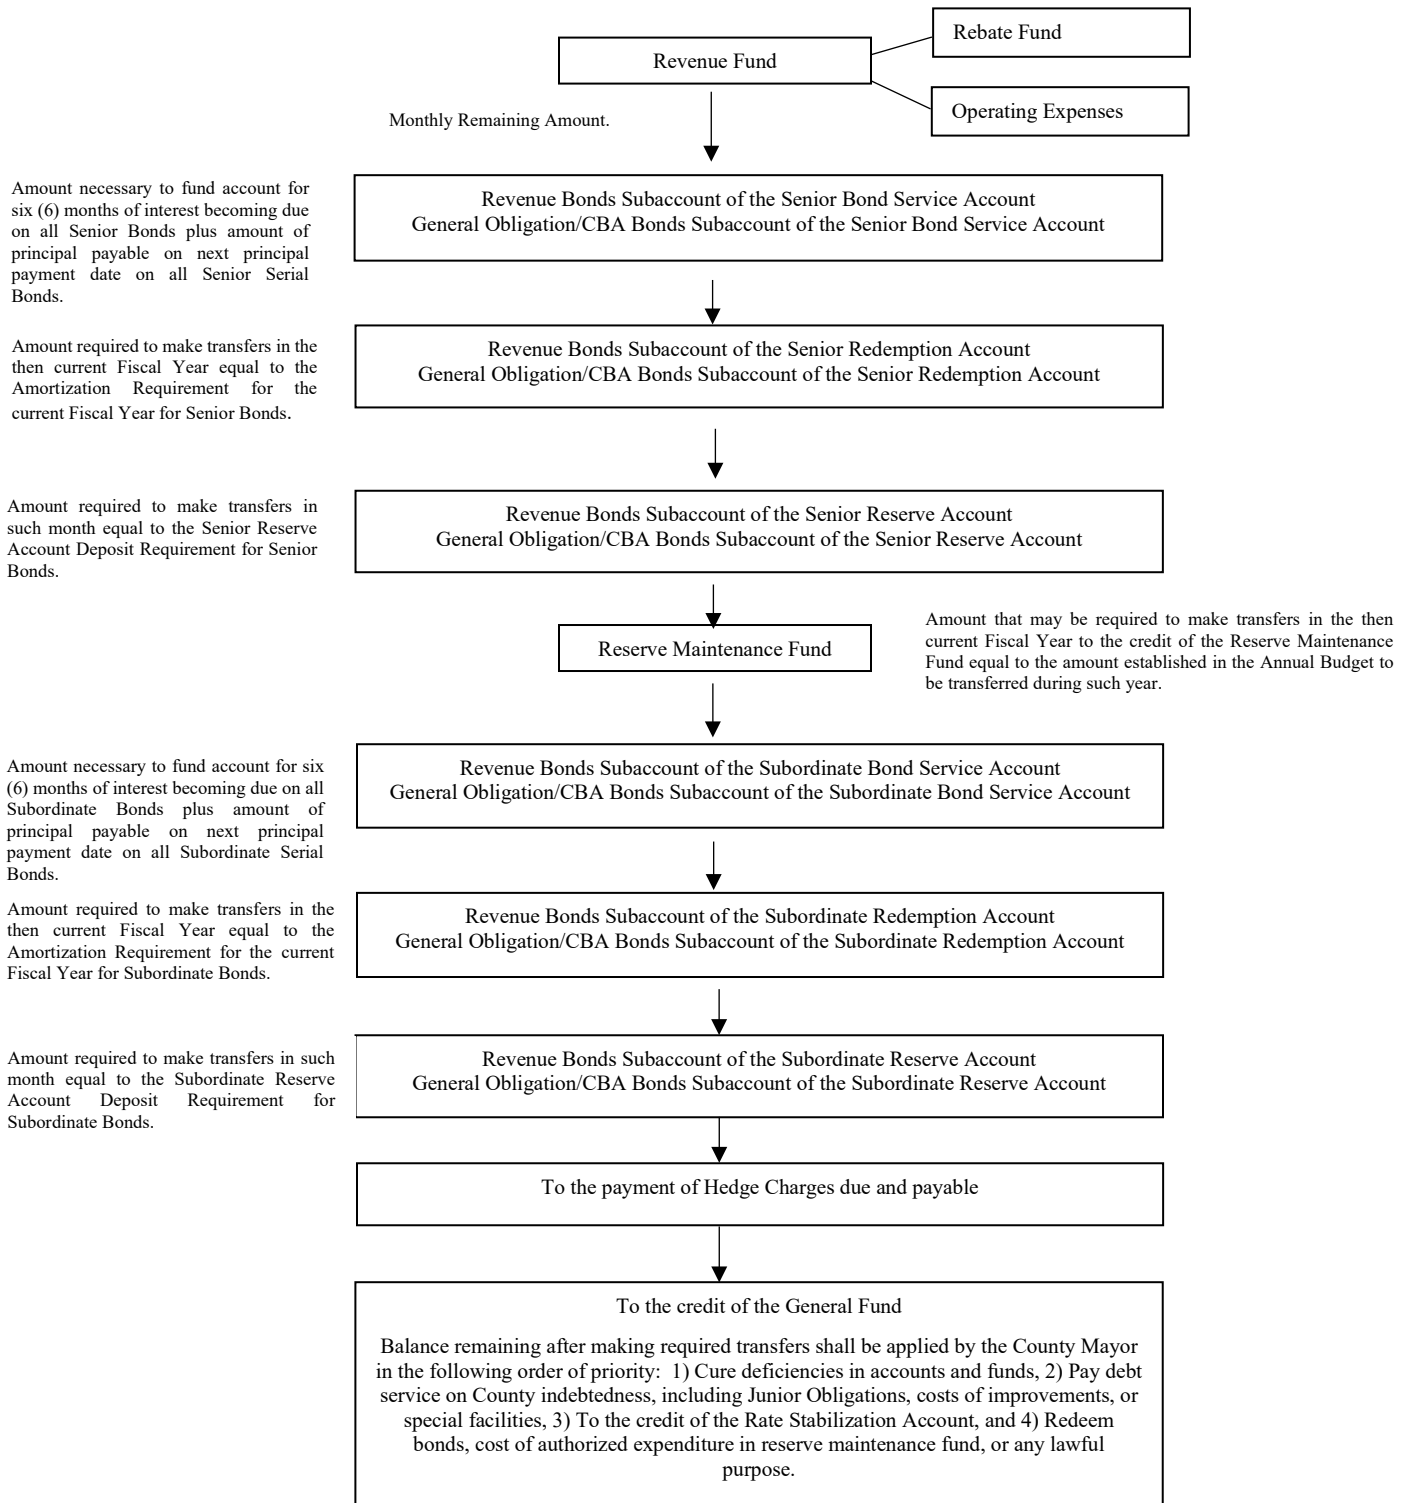 Rebate Fund
Revenue Fund
Operating Expenses
Monthly Remaining Amount.
Amount necessary to fund account for
six (6) months of interest becoming due
on all Senior Bonds plus amount of
principal payable on next principal
payment date on all Senior Serial
Bonds.
Revenue Bonds Subaccount of the Senior Bond Service Account
General Obligation/CBA Bonds Subaccount of the Senior Bond Service Account
Amount required to make transfers in the
then current Fiscal Year equal to the
Amortization Requirement for the
current Fiscal Year for Senior Bonds.
Revenue Bonds Subaccount of the Senior Redemption Account
General Obligation/CBA Bonds Subaccount of the Senior Redemption Account
Amount required to make transfers in
such month equal to the Senior Reserve
Account Deposit Requirement for Senior
Bonds.
Revenue Bonds Subaccount of the Senior Reserve Account
General Obligation/CBA Bonds Subaccount of the Senior Reserve Account
Reserve Maintenance Fund
Amount that may be required to make transfers in the then
current Fiscal Year to the credit of the Reserve Maintenance
Fund equal to the amount established in the Annual Budget to
be transferred during such year.
Amount necessary to fund account for six
(6) months of interest becoming due on all
Subordinate Bonds plus amount of
principal payable on next principal
payment date on all Subordinate Serial
Bonds.
Revenue Bonds Subaccount of the Subordinate Bond Service Account
General Obligation/CBA Bonds Subaccount of the Subordinate Bond Service Account
Amount required to make transfers in the
then current Fiscal Year equal to the
Amortization Requirement for the current
Fiscal Year for Subordinate Bonds.
Revenue Bonds Subaccount of the Subordinate Redemption Account
General Obligation/CBA Bonds Subaccount of the Subordinate Redemption Account
Amount required to make transfers in such
month equal to the Subordinate Reserve
Account Deposit Requirement for
Subordinate Bonds.
Revenue Bonds Subaccount of the Subordinate Reserve Account
General Obligation/CBA Bonds Subaccount of the Subordinate Reserve Account
To the payment of Hedge Charges due and payable
To the credit of the General Fund
Balance remaining after making required transfers shall be applied by the County Mayor
in the following order of priority: 1) Cure deficiencies in accounts and funds, 2) Pay debt
service on County indebtedness, including Junior Obligations, costs of improvements, or
special facilities, 3) To the credit of the Rate Stabilization Account, and 4) Redeem
bonds, cost of authorized expenditure in reserve maintenance fund, or any lawful
purpose.